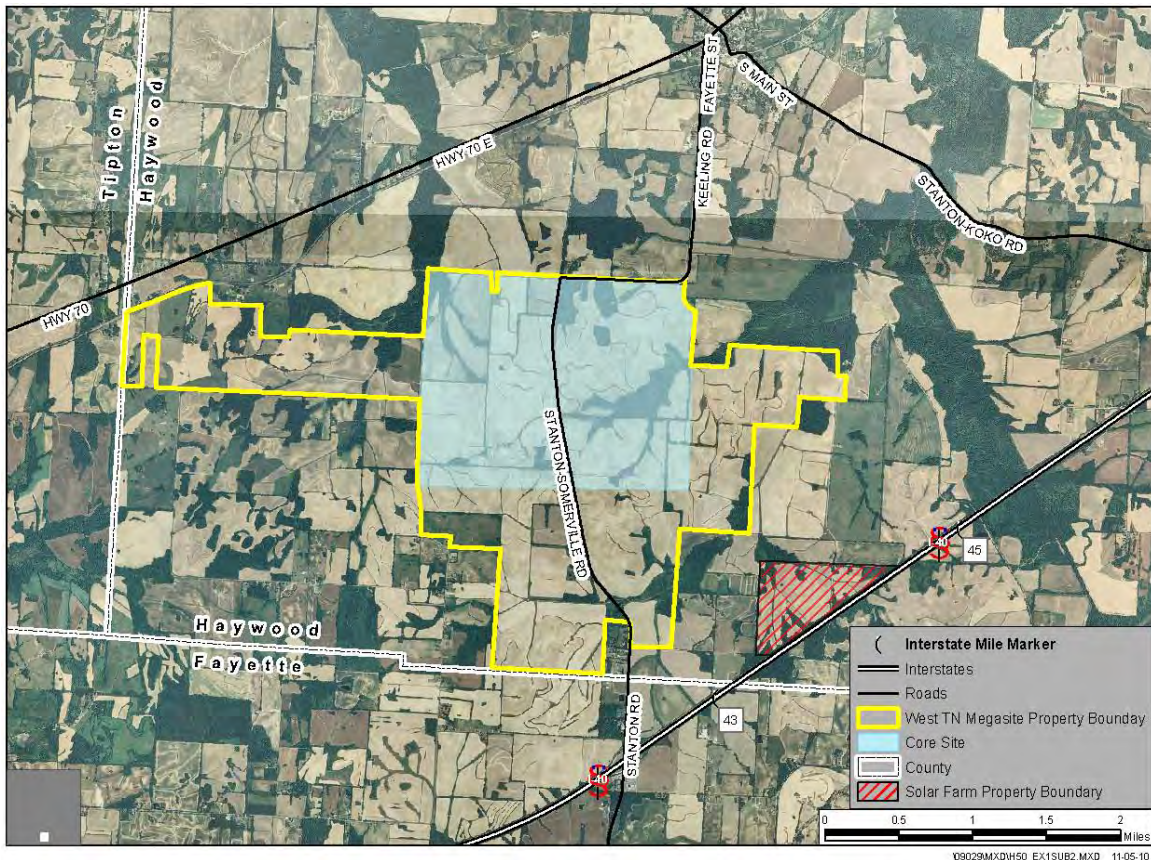 FAYETTE ST
S MAIN ST
HWY 70 E
KEELING RD
Tipton
Haywood
STANTON-KOKO RD
HWY 70
STANTON-SOMERVILLE RD
I-40
45
Haywood
Fayette
43
STANTON RD
I-40
Interstate Mile Marker
Interstates
Roads
West TN Megasite Property Boundary
Core Site
County
Solar Farm Property Boundary
0 0.5 1 1.5 2
Miles
\09029\MXD\H50_EX1SUB2.MXD 11-05-10